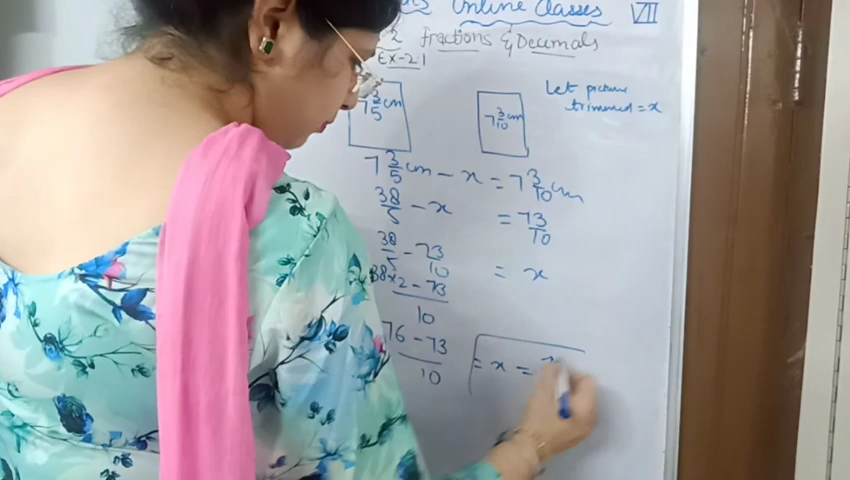 Online Classes VII
2
fractions & Decimals
EX-2.1
Let picture
trimmed = x
7 3/5 cm
7 3/10 cm
7 3/5 cm - x = 7 3/10 cm
38/5 - x = 73/10
38/5 - 73/10 = x
38x2 - 73/10
76 - 73/10 = x =